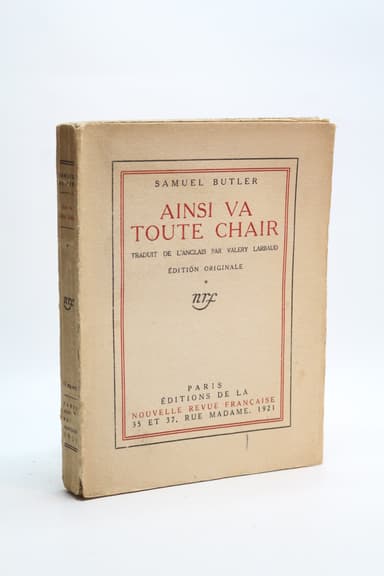 SAMUEL BUTLER
AINSI VA
TOUTE CHAIR
TRADUIT DE L'ANGLAIS PAR VALERY LARBAUD
ÉDITION ORIGINALE
*
nrf
PARIS
ÉDITIONS DE LA
NOUVELLE REVUE FRANÇAISE
35 ET 37, RUE MADAME. 1921
nrf